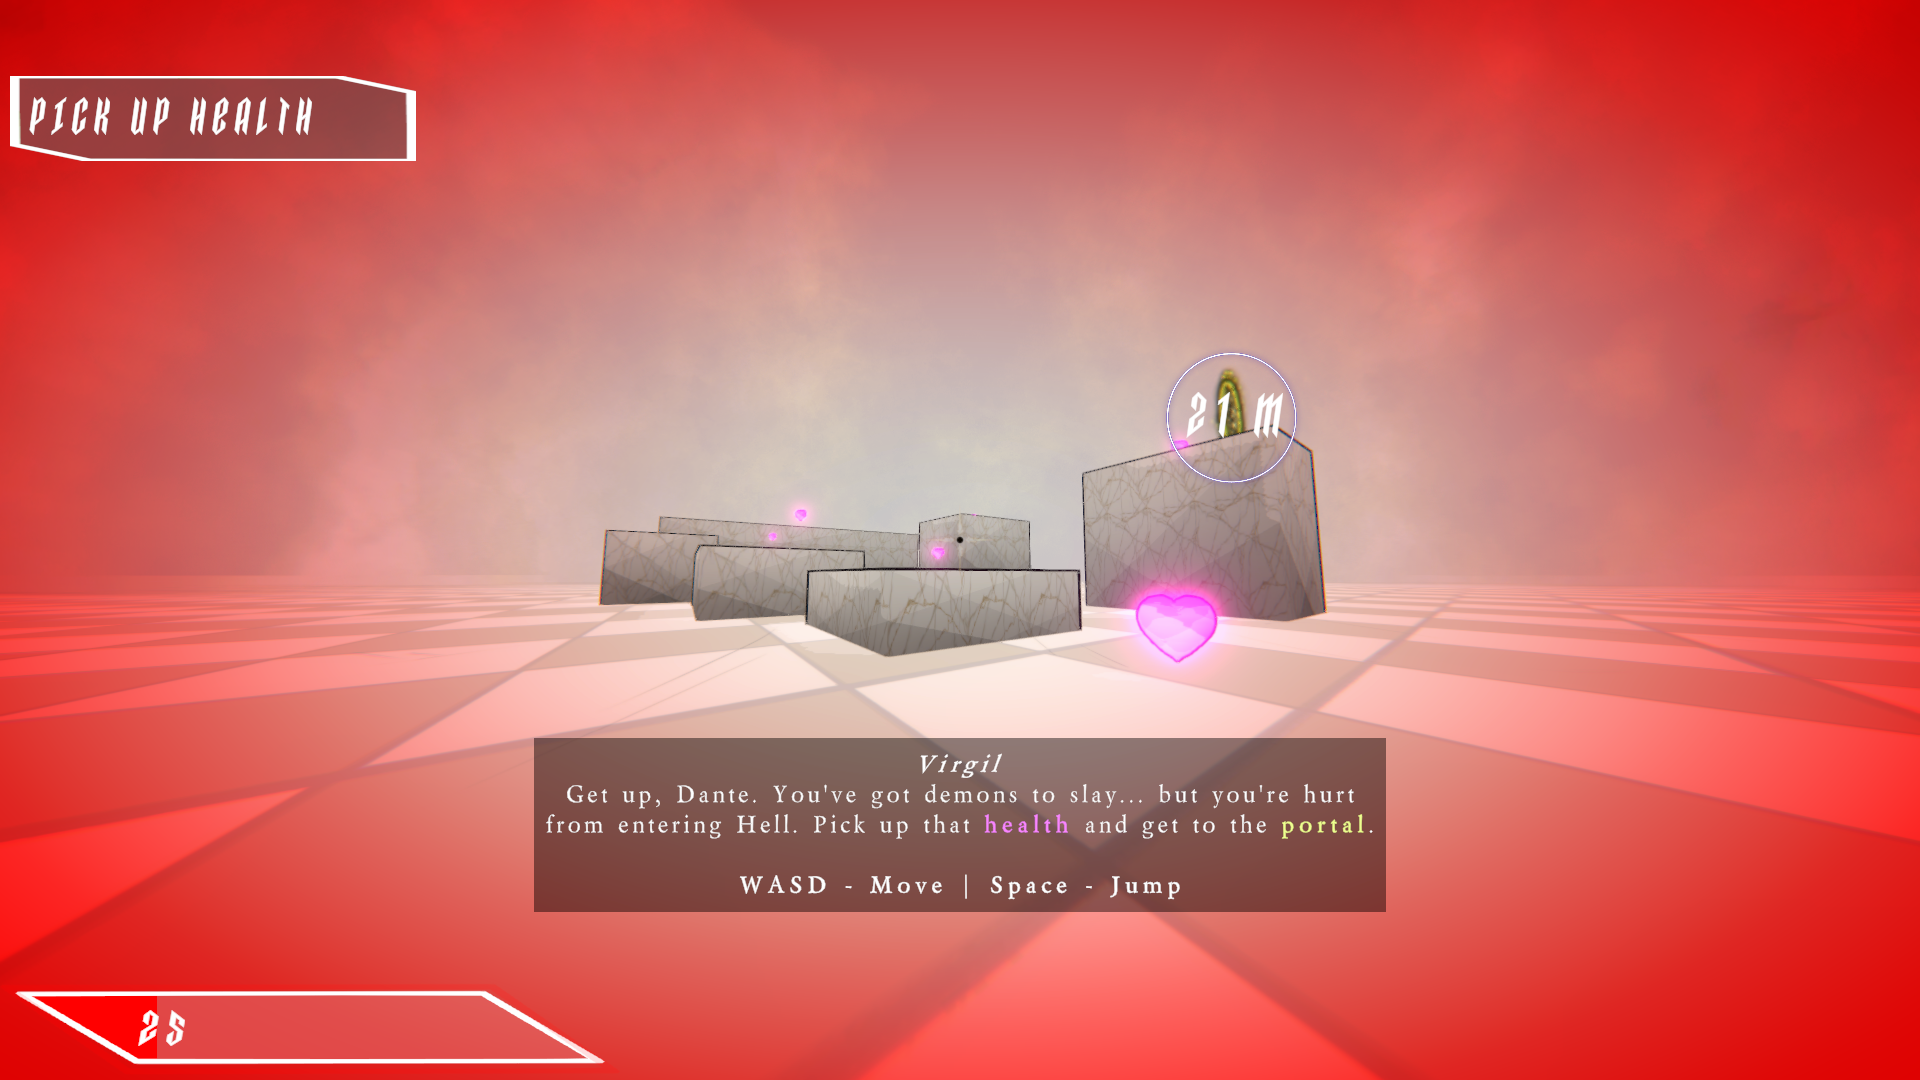 PICK UP HEALTH
21 M
Virgil
Get up, Dante. You've got demons to slay... but you're hurt
from entering Hell. Pick up that health and get to the portal.
WASD - Move | Space - Jump
25